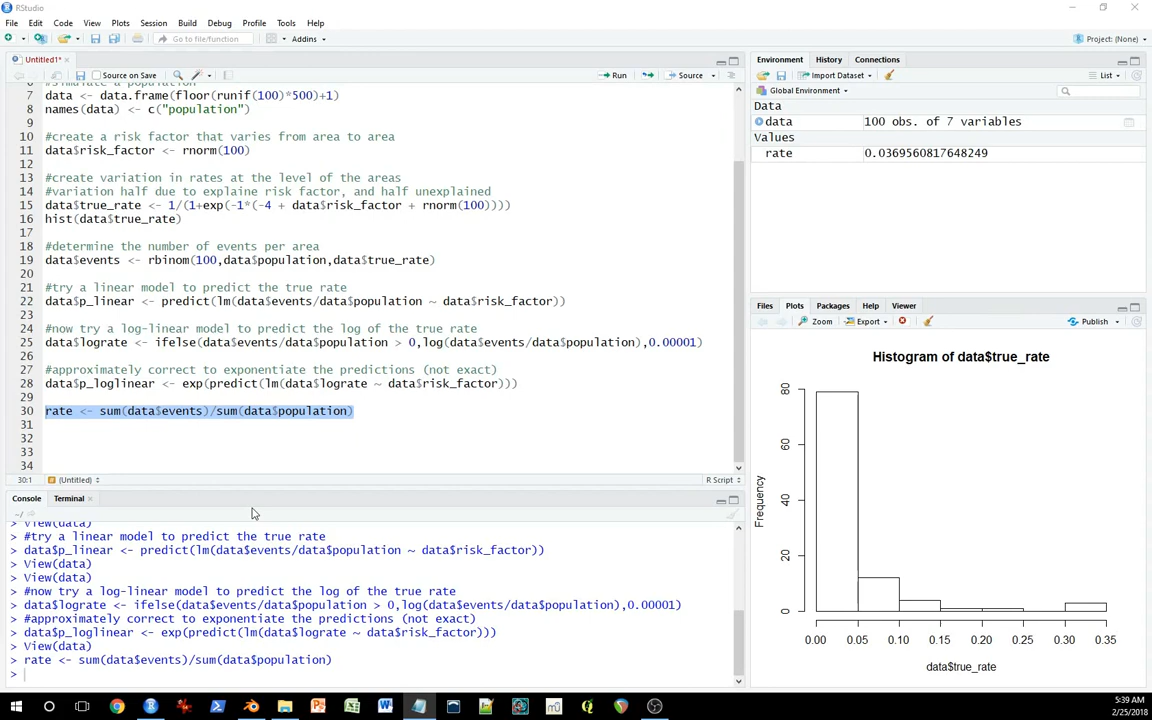 RStudio
File Edit Code View Plots Session Build Debug Profile Tools Help
Go to file/function Addins Project: (None)
Untitled1*
Source on Save Run Source
7 data <- data.frame(floor(runif(100)*500)+1)
8 names(data) <- c("population")
9
10 #create a risk factor that varies from area to area
11 data$risk_factor <- rnorm(100)
12
13 #create variation in rates at the level of the areas
14 #variation half due to explaine risk factor, and half unexplained
15 data$true_rate <- 1/(1+exp(-1*(-4 + data$risk_factor + rnorm(100))))
16 hist(data$true_rate)
17
18 #determine the number of events per area
19 data$events <- rbinom(100,data$population,data$true_rate)
20
21 #try a linear model to predict the true rate
22 data$p_linear <- predict(lm(data$events/data$population ~ data$risk_factor))
23
24 #now try a log-linear model to predict the log of the true rate
25 data$lograte <- ifelse(data$events/data$population > 0,log(data$events/data$population),0.00001)
26
27 #approximately correct to exponentiate the predictions (not exact)
28 data$p_loglinear <- exp(predict(lm(data$lograte ~ data$risk_factor)))
29
30 rate <- sum(data$events)/sum(data$population)
31
32
33
34
30:1 (Untitled) R Script
Console Terminal
~/
> View(data)
> #try a linear model to predict the true rate
> data$p_linear <- predict(lm(data$events/data$population ~ data$risk_factor))
> View(data)
> View(data)
> #now try a log-linear model to predict the log of the true rate
> data$lograte <- ifelse(data$events/data$population > 0,log(data$events/data$population),0.00001)
> #approximately correct to exponentiate the predictions (not exact)
> data$p_loglinear <- exp(predict(lm(data$lograte ~ data$risk_factor)))
> View(data)
> rate <- sum(data$events)/sum(data$population)
>
Environment History Connections
Import Dataset List
Global Environment
Data
data 100 obs. of 7 variables
Values
rate 0.0369560817648249
Files Plots Packages Help Viewer
Zoom Export Publish
Histogram of data$true_rate
Frequency
80
60
40
20
0
0.00 0.05 0.10 0.15 0.20 0.25 0.30 0.35
data$true_rate
5:39 AM
2/25/2018